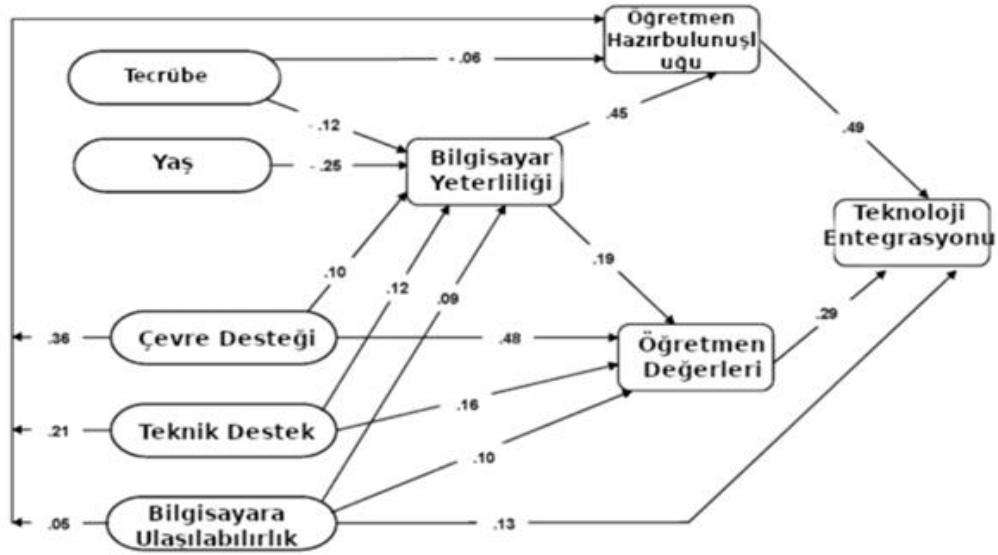 Öğretmen
Hazırbulunuşl
uğu
Tecrübe
- .06
- .12
.45
.49
Yaş
- .25
Bilgisayar
Yeterliliği
Teknoloji
Entegrasyonu
.10
.12
.09
.19
.29
.36
Çevre Desteği
.48
Öğretmen
Değerleri
.21
Teknik Destek
.16
.10
.05
Bilgisayara
Ulaşılabilırlık
.13